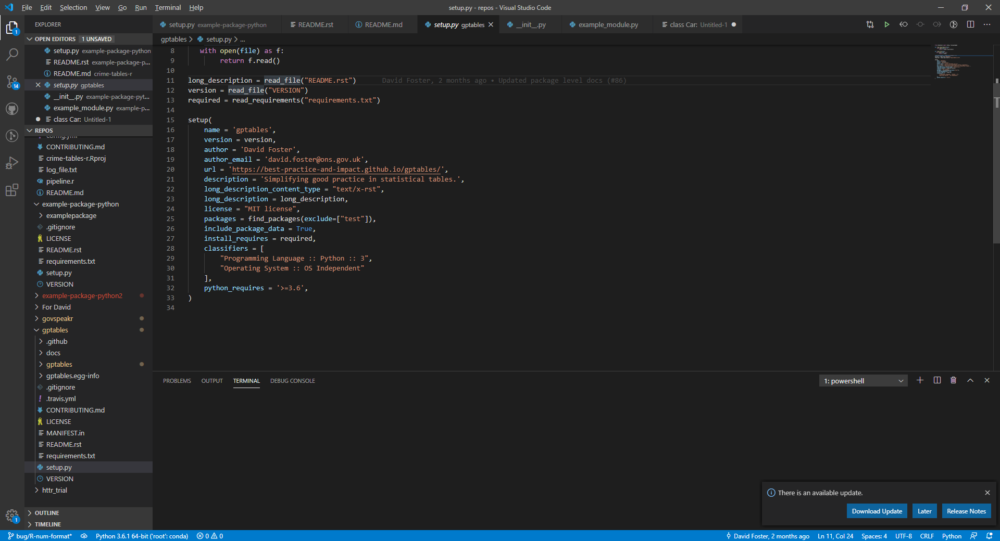 File Edit Selection View Go Run Terminal Help
setup.py - repos - Visual Studio Code
EXPLORER
OPEN EDITORS 1 UNSAVED
setup.py example-package-python
README.rst example-package-p...
README.md crime-tables-r
setup.py gptables
__init__.py example-package-pyt...
example_module.py example-p...
class Car: Untitled-1
REPOS
config.yml
CONTRIBUTING.md
crime-tables-r.Rproj
log_file.txt
pipeline.r
README.md
example-package-python
examplepackage
.gitignore
LICENSE
README.rst
requirements.txt
setup.py
VERSION
example-package-python2
For David
govspeakr
gptables
.github
docs
gptables
gptables.egg-info
.gitignore
.travis.yml
CONTRIBUTING.md
LICENSE
MANIFEST.in
README.rst
requirements.txt
setup.py
VERSION
httr_trial
OUTLINE
TIMELINE
1
14
1
setup.py example-package-python README.rst README.md setup.py gptables __init__.py example_module.py class Car: Untitled-1
gptables > setup.py > ...
8 with open(file) as f:
9 return f.read()
10
11 long_description = read_file("README.rst") David Foster, 2 months ago • Updated package level docs (#86)
12 version = read_file("VERSION")
13 required = read_requirements("requirements.txt")
14
15 setup(
16 name = 'gptables',
17 version = version,
18 author = 'David Foster',
19 author_email = 'david.foster@ons.gov.uk',
20 url = 'https://best-practice-and-impact.github.io/gptables/',
21 description = 'Simplifying good practice in statistical tables.',
22 long_description_content_type = "text/x-rst",
23 long_description = long_description,
24 license = "MIT license",
25 packages = find_packages(exclude=["test"]),
26 include_package_data = True,
27 install_requires = required,
28 classifiers = [
29 "Programming Language :: Python :: 3",
30 "Operating System :: OS Independent"
31 ],
32 python_requires = '>=3.6',
33 )
34
PROBLEMS OUTPUT TERMINAL DEBUG CONSOLE
1: powershell
There is an available update.
Download Update Later Release Notes
bug/R-num-format* Python 3.6.1 64-bit ('root': conda) 0 0
David Foster, 2 months ago Ln 11, Col 24 Spaces: 4 UTF-8 CRLF Python